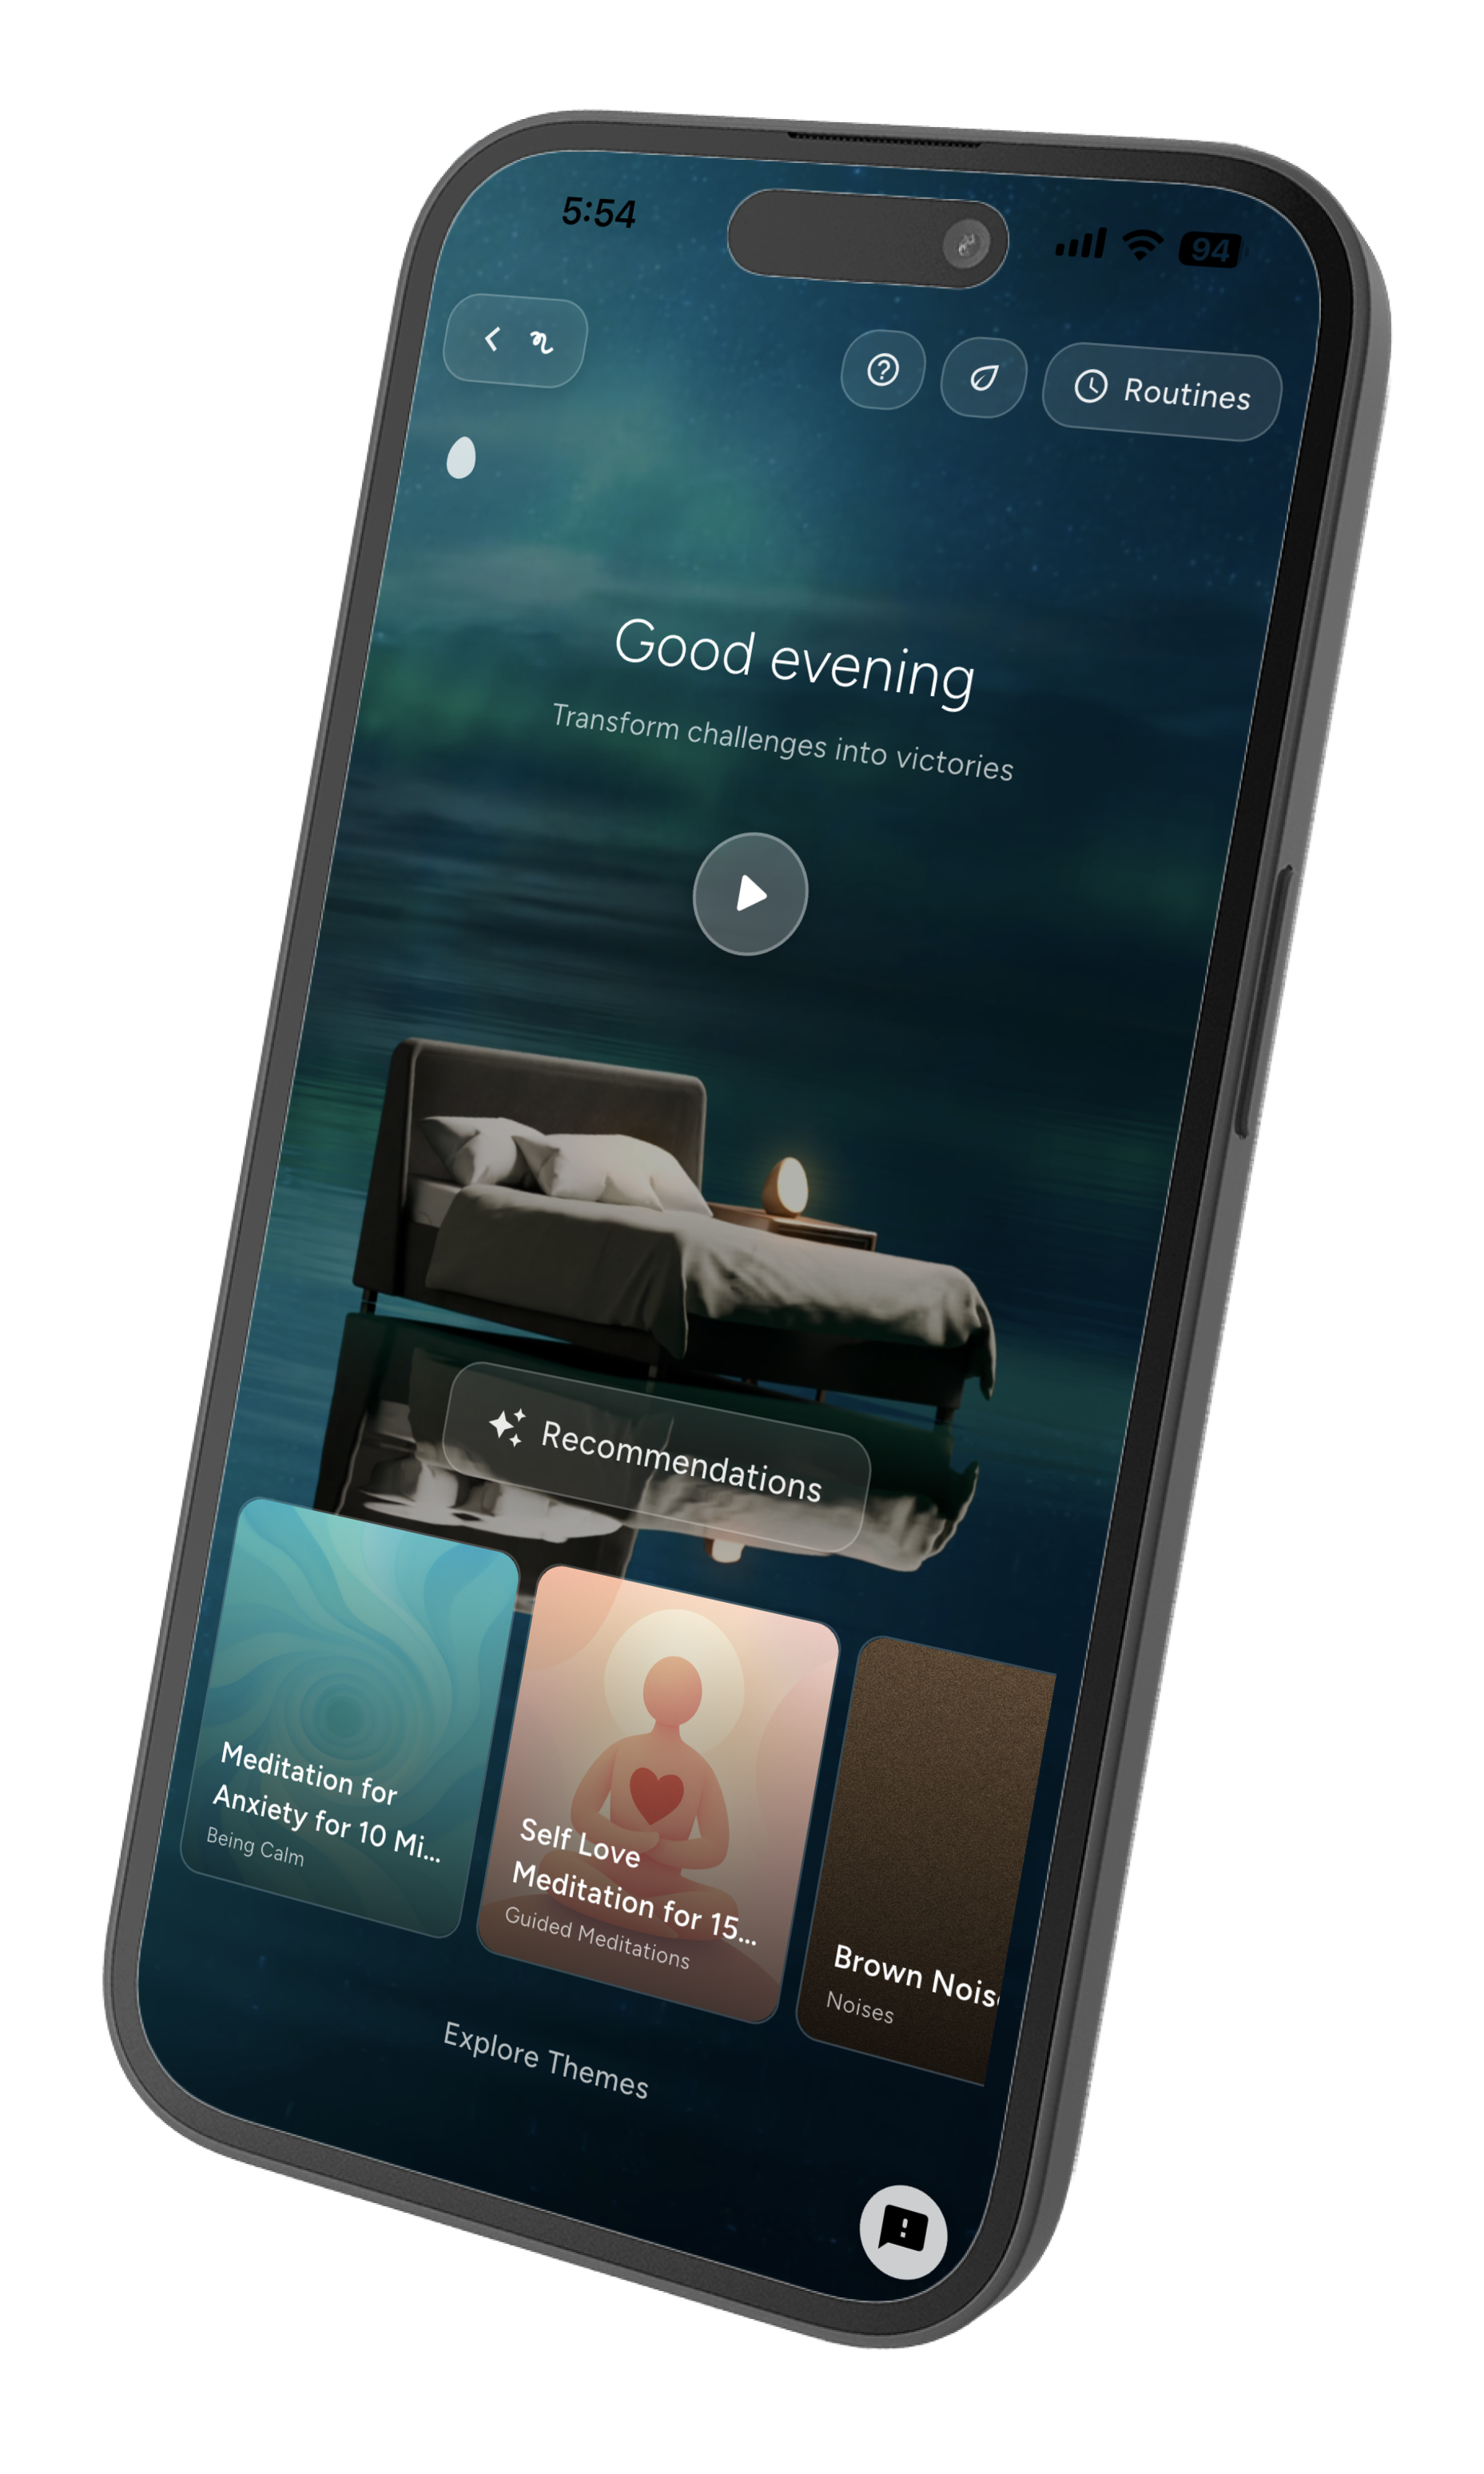 5:54
94
Routines
Good evening
Transform challenges into victories
Recommendations
Meditation for
Anxiety for 10 Mi...
Being Calm
Self Love
Meditation for 15...
Guided Meditations
Brown Nois
Noises
Explore Themes